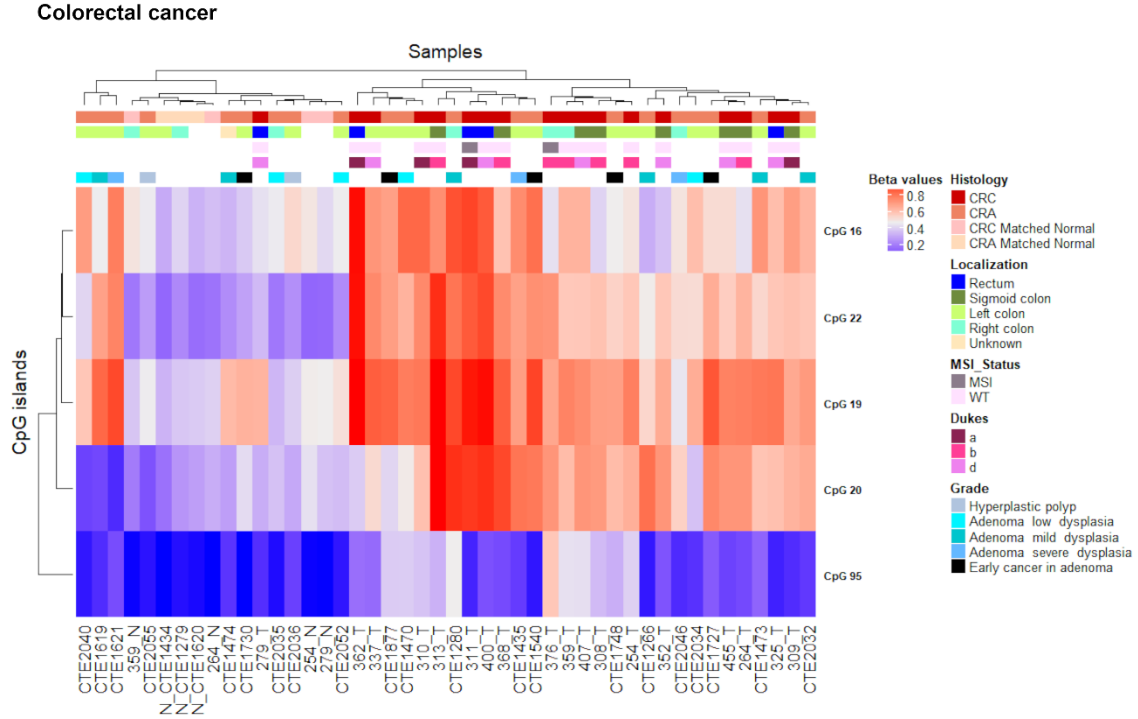 Colorectal cancer
Samples
CpG islands
CpG 16
CpG 22
CpG 19
CpG 20
CpG 95
CTE2040
CTE1619
CTE1621
359_N
CTE2055
N_CTE1434
N_CTE1279
N_CTE1620
264_N
CTE1474
CTE1730
279_T
CTE2035
CTE2036
254_N
279_N
CTE2052
362_T
337_T
CTE1877
CTE1470
310_T
313_T
CTE1280
311_T
400_T
368_T
CTE1435
CTE1540
376_T
359_T
407_T
308_T
CTE1748
254_T
CTE1266
352_T
CTE2046
CTE2034
CTE1727
455_T
264_T
CTE1473
325_T
309_T
CTE2032
Beta values
0.8
0.6
0.4
0.2
Histology
CRC
CRA
CRC Matched Normal
CRA Matched Normal
Localization
Rectum
Sigmoid colon
Left colon
Right colon
Unknown
MSI_Status
MSI
WT
Dukes
a
b
d
Grade
Hyperplastic polyp
Adenoma low dysplasia
Adenoma mild dysplasia
Adenoma severe dysplasia
Early cancer in adenoma